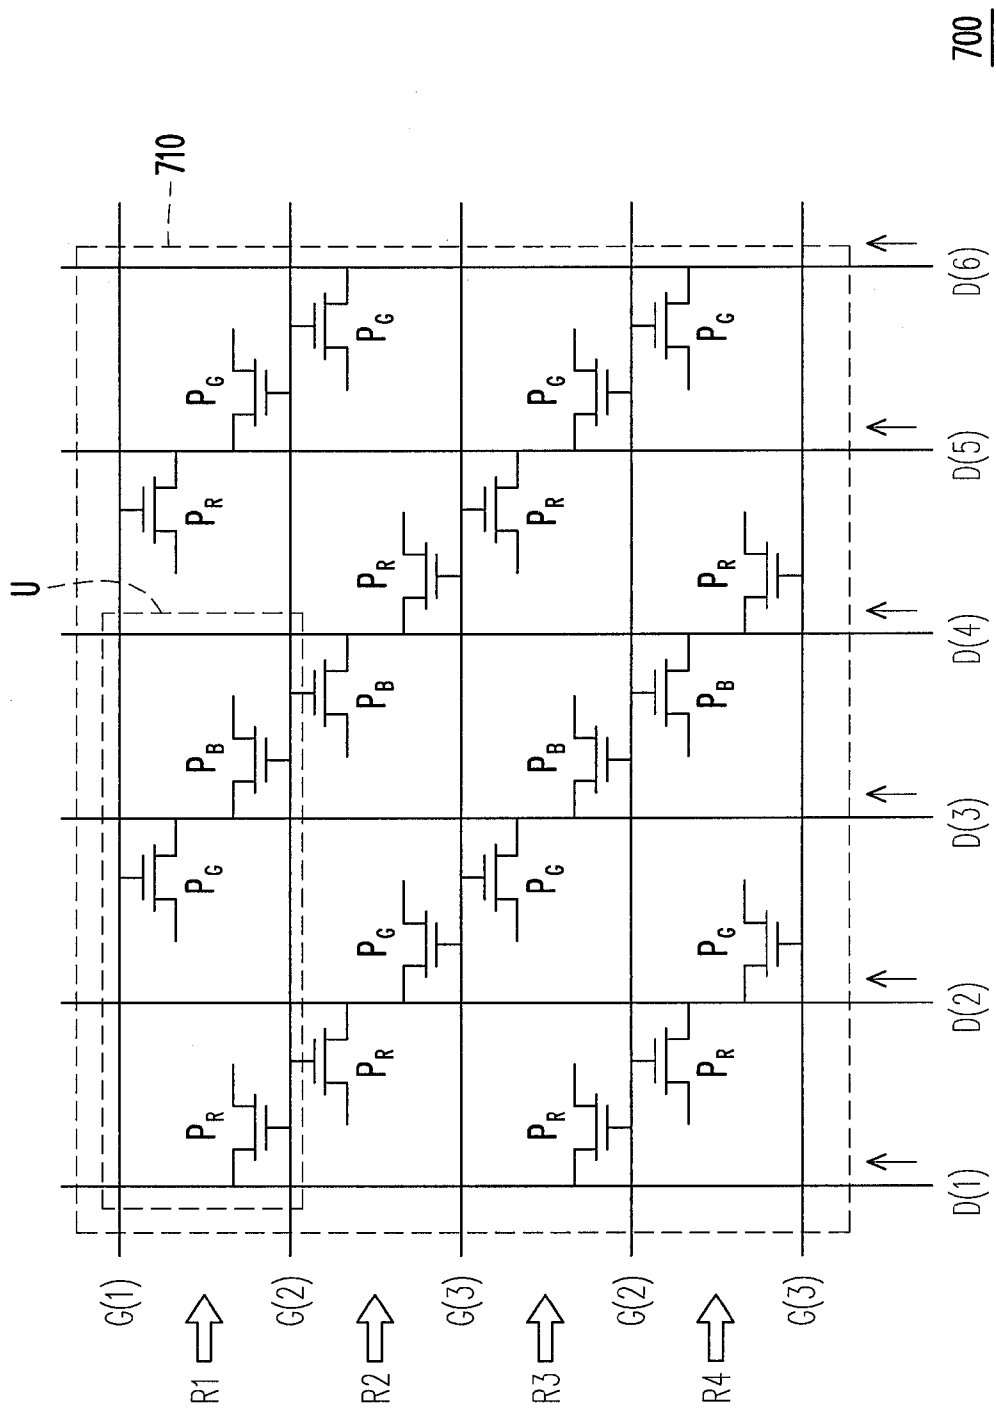 700
710
U
G(1)
R1
P_R
P_G
P_B
P_R
P_G
G(2)
R2
P_R
P_G
P_B
P_R
P_G
G(3)
R3
P_R
P_G
P_B
P_R
P_G
G(2)
R4
P_R
P_G
P_B
P_R
P_G
G(3)
D(1) D(2) D(3) D(4) D(5) D(6)